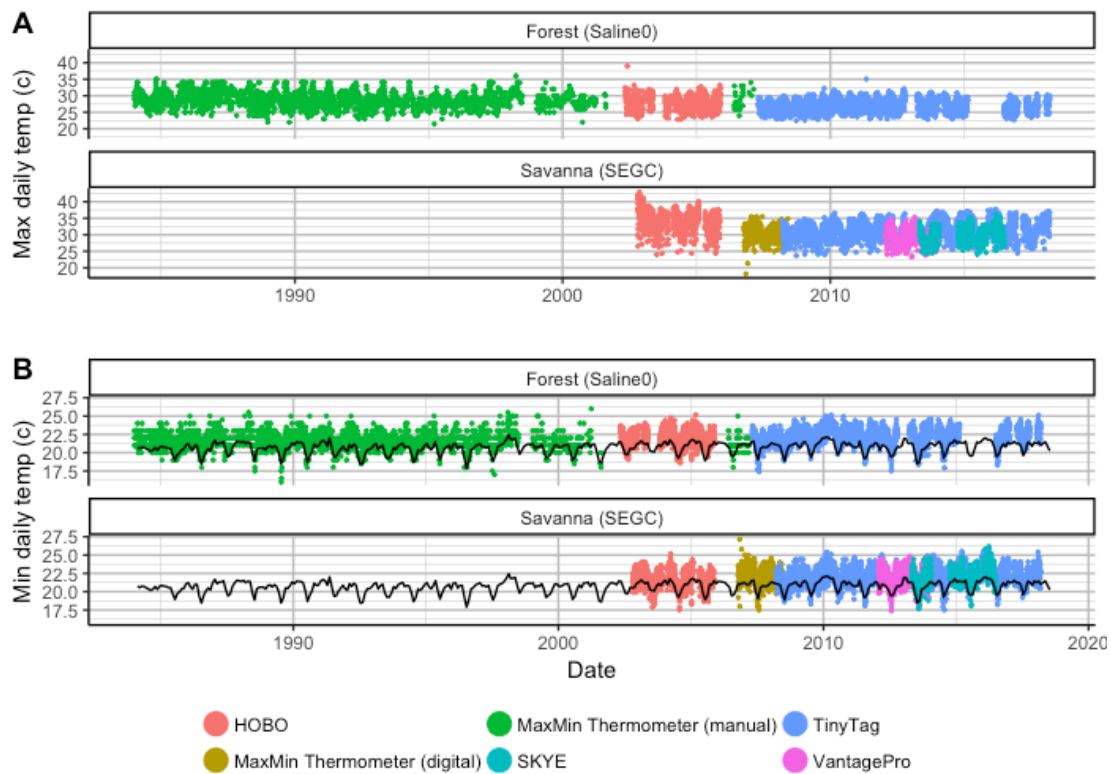 A
Forest (Saline0)
40
35
30
25
20
Savanna (SEGC)
40
35
30
25
20
Max daily temp (c)
1990 2000 2010
B
Forest (Saline0)
27.5
25.0
22.5
20.0
17.5
Savanna (SEGC)
27.5
25.0
22.5
20.0
17.5
Min daily temp (c)
1990 2000 2010 2020
Date
HOBO MaxMin Thermometer (manual) TinyTag
MaxMin Thermometer (digital) SKYE VantagePro